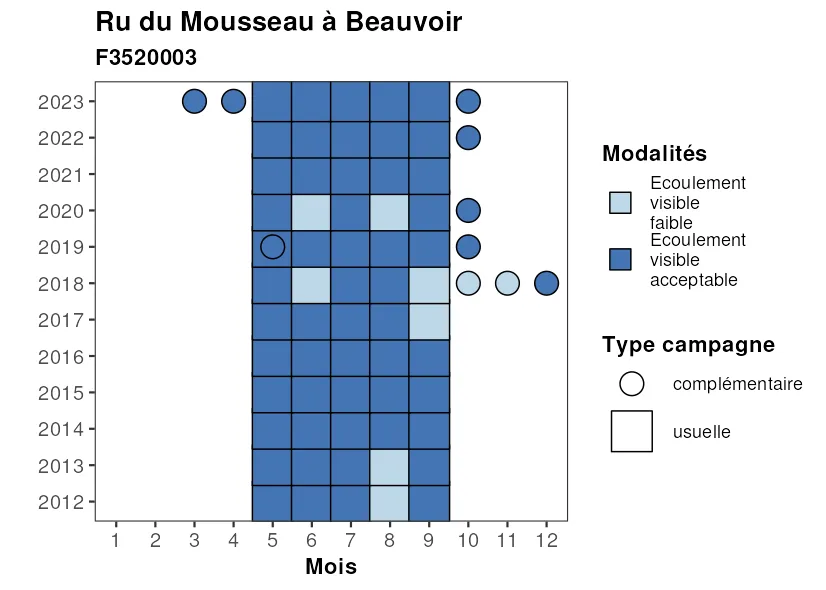 Ru du Mousseau à Beauvoir
F3520003
2023
2022
2021
2020
2019
2018
2017
2016
2015
2014
2013
2012
1 2 3 4 5 6 7 8 9 10 11 12
Mois
Modalités
Ecoulement
visible
faible
Ecoulement
visible
acceptable
Type campagne
complémentaire
usuelle